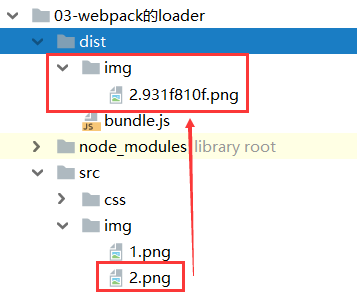 03-webpack的loader
dist
img
2.931f810f.png
bundle.js
node_modules library root
src
css
img
1.png
2.png